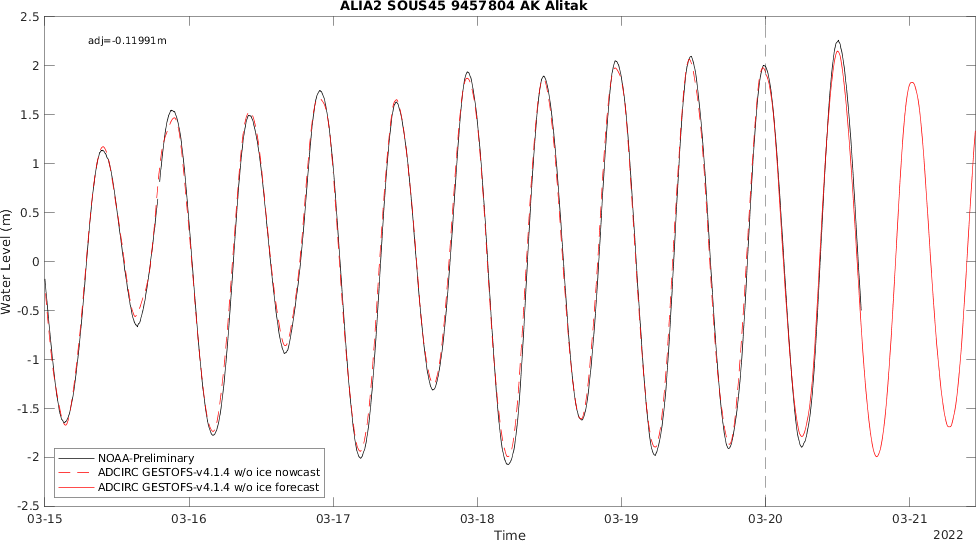 ALIA2 SOUS45 9457804 AK Alitak
adj=-0.11991m
2.5
2
1.5
1
0.5
0
-0.5
-1
-1.5
-2
-2.5
Water Level (m)
NOAA-Preliminary
ADCIRC GESTOFS-v4.1.4 w/o ice nowcast
ADCIRC GESTOFS-v4.1.4 w/o ice forecast
03-15 03-16 03-17 03-18 03-19 03-20 03-21
Time
2022